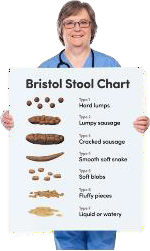 Bristol Stool Chart
Type 1
Hard lumps
Type 2
Lumpy sausage
Type 3
Cracked sausage
Type 4
Smooth soft snake
Type 5
Soft blobs
Type 6
Fluffy pieces
Type 7
Liquid or watery